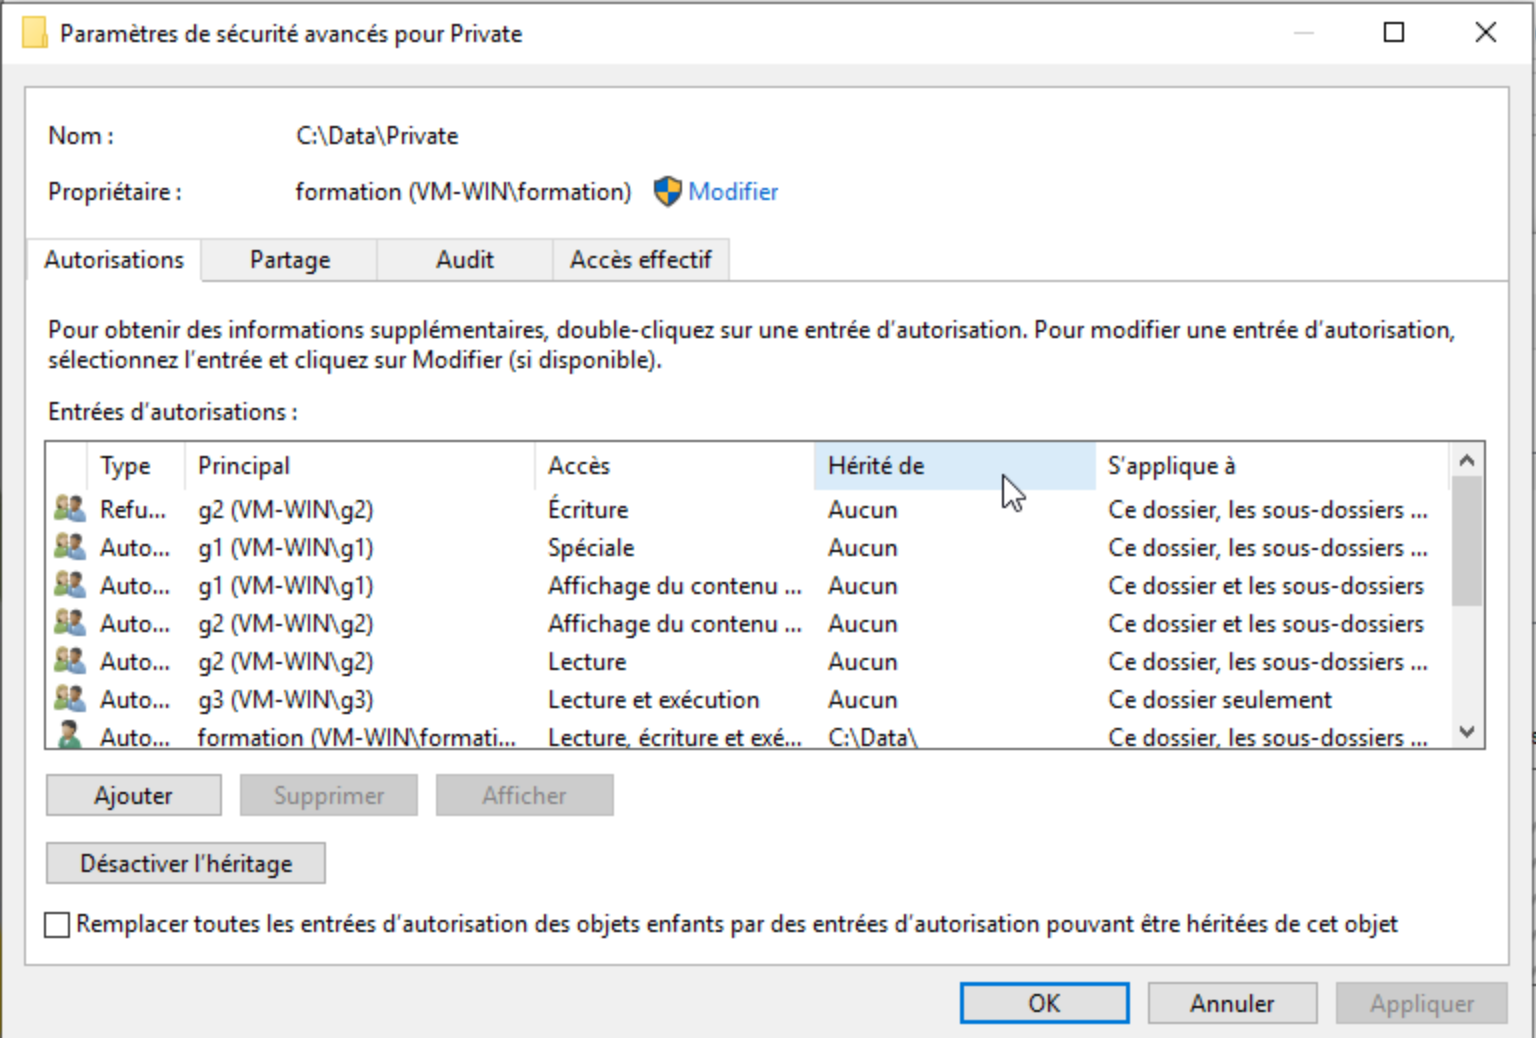 Paramètres de sécurité avancés pour Private
Nom : C:\Data\Private
Propriétaire : formation (VM-WIN\formation) Modifier
Autorisations Partage Audit Accès effectif
Pour obtenir des informations supplémentaires, double-cliquez sur une entrée d'autorisation. Pour modifier une entrée d'autorisation,
sélectionnez l'entrée et cliquez sur Modifier (si disponible).
Entrées d'autorisations :
Type Principal Accès Hérité de S'applique à
Refu... g2 (VM-WIN\g2) Écriture Aucun Ce dossier, les sous-dossiers ...
Auto... g1 (VM-WIN\g1) Spéciale Aucun Ce dossier, les sous-dossiers ...
Auto... g1 (VM-WIN\g1) Affichage du contenu ... Aucun Ce dossier et les sous-dossiers
Auto... g2 (VM-WIN\g2) Affichage du contenu ... Aucun Ce dossier et les sous-dossiers
Auto... g2 (VM-WIN\g2) Lecture Aucun Ce dossier, les sous-dossiers ...
Auto... g3 (VM-WIN\g3) Lecture et exécution Aucun Ce dossier seulement
Auto... formation (VM-WIN\formati... Lecture, écriture et exé... C:\Data\ Ce dossier, les sous-dossiers ...
Ajouter Supprimer Afficher
Désactiver l'héritage
Remplacer toutes les entrées d'autorisation des objets enfants par des entrées d'autorisation pouvant être héritées de cet objet
OK Annuler Appliquer